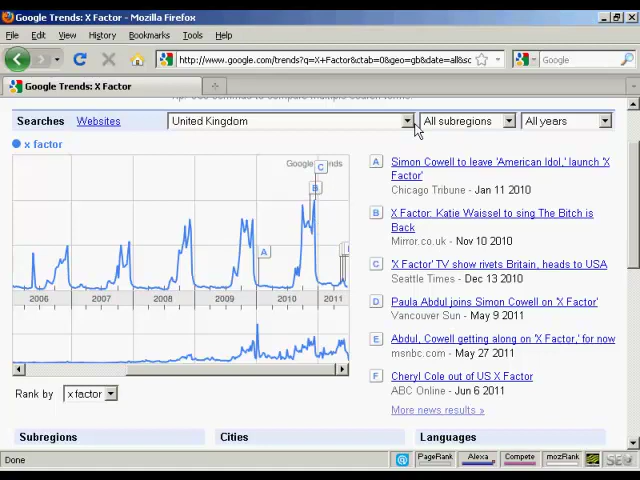 Google Trends: X Factor - Mozilla Firefox
File Edit View History Bookmarks Tools Help
http://www.google.com/trends?q=X+Factor&ctab=0&geo=gb&date=all&sc
Google
Google Trends: X Factor
Searches Websites United Kingdom All subregions All years
x factor
Google Trends
A
B
C
2006 2007 2008 2009 2010 2011
A Simon Cowell to leave 'American Idol,' launch 'X
Factor'
Chicago Tribune - Jan 11 2010
B X Factor: Katie Waissel to sing The Bitch is
Back
Mirror.co.uk - Nov 10 2010
C 'X Factor' TV show rivets Britain, heads to USA
Seattle Times - Dec 13 2010
D Paula Abdul joins Simon Cowell on 'X Factor'
Vancouver Sun - May 9 2011
E Abdul, Cowell getting along on 'X Factor,' for now
msnbc.com - May 27 2011
F Cheryl Cole out of US X Factor
ABC Online - Jun 6 2011
More news results »
Rank by x factor
Subregions Cities Languages
Done PageRank Alexa Compete mozRank